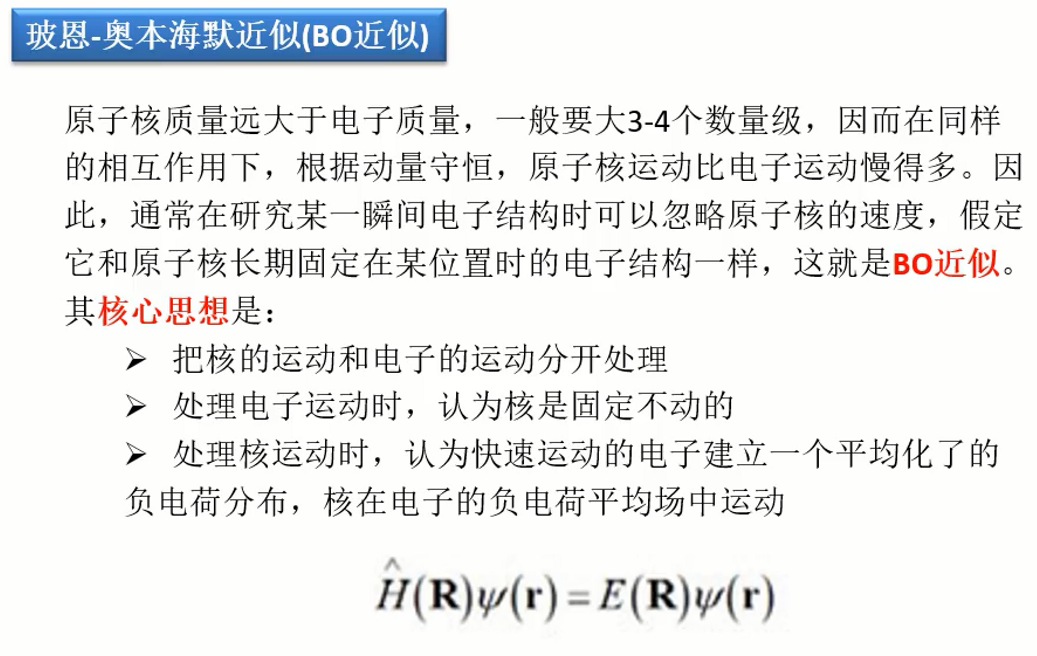 玻恩-奥本海默近似(BO近似)
原子核质量远大于电子质量，一般要大3-4个数量级，因而在同样
的相互作用下，根据动量守恒，原子核运动比电子运动慢得多。因
此，通常在研究某一瞬间电子结构时可以忽略原子核的速度，假定
它和原子核长期固定在某位置时的电子结构一样，这就是BO近似。
其核心思想是：
➢ 把核的运动和电子的运动分开处理
➢ 处理电子运动时，认为核是固定不动的
➢ 处理核运动时，认为快速运动的电子建立一个平均化了的
负电荷分布，核在电子的负电荷平均场中运动
Ĥ(R)ψ(r)=E(R)ψ(r)